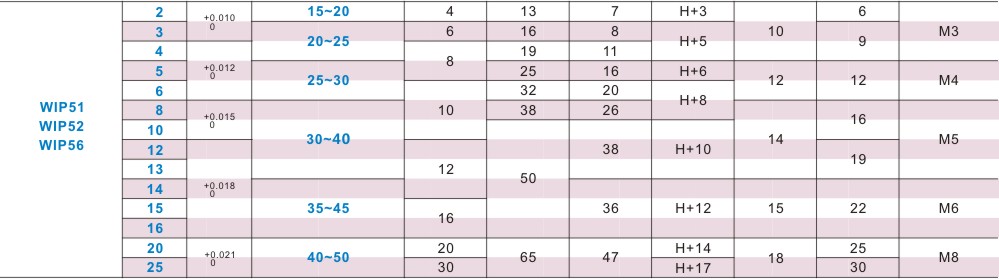 2 +0.010 0 15~20 4 13 7 H+3 10 6 M3
3 20~25 6 16 8 H+5 9
4 8 19 11
5 +0.012 0 25~30 25 16 H+6 12 12 M4
6 32 20 H+8
WIP51 8 +0.015 0 10 38 26 14 16 M5
WIP52 10 30~40
WIP56 12 38 H+10 19
13 12 50
14 +0.018 0
15 35~45 16 36 H+12 15 22 M6
16
20 +0.021 0 40~50 20 65 47 H+14 18 25 M8
25 30 H+17 30